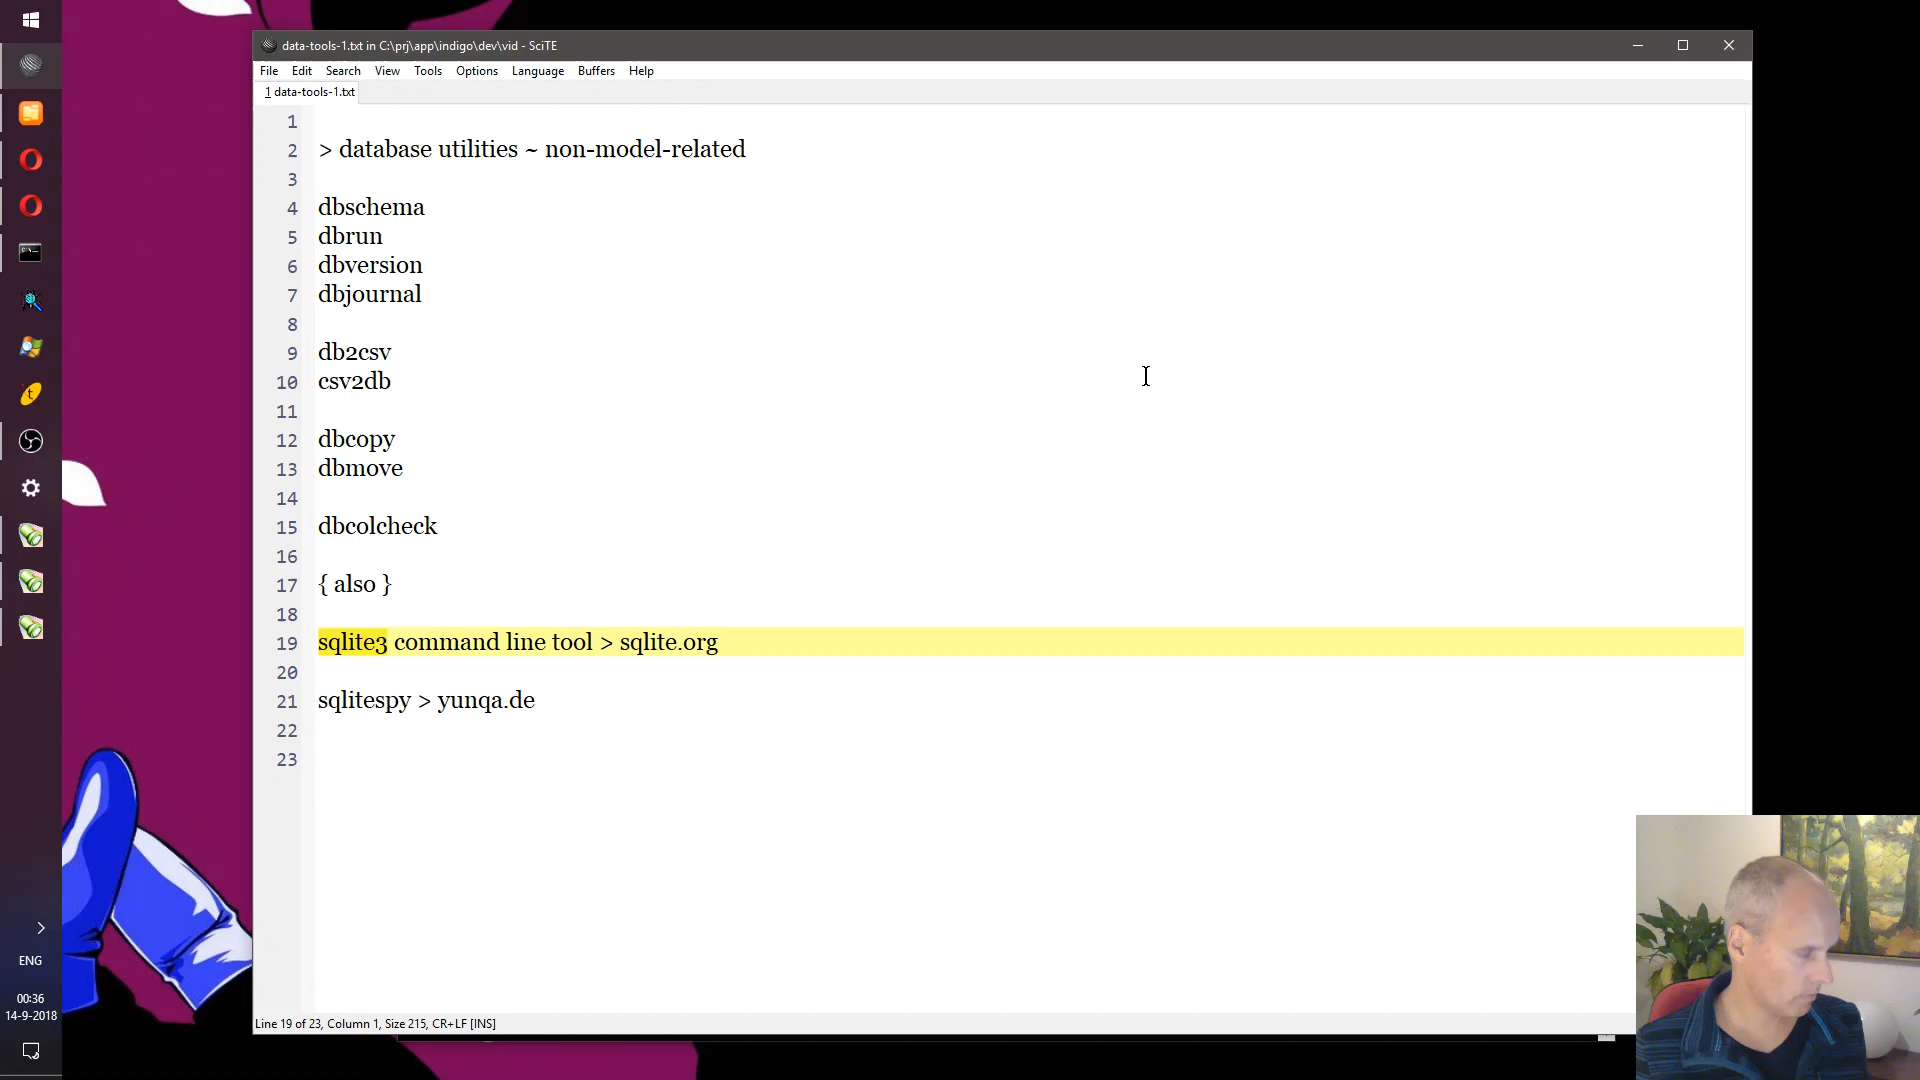 data-tools-1.txt in C:\prj\app\indigo\dev\vid - SciTE
File Edit Search View Tools Options Language Buffers Help
1 data-tools-1.txt
1
2 > database utilities ~ non-model-related
3
4 dbschema
5 dbrun
6 dbversion
7 dbjournal
8
9 db2csv
10 csv2db
11
12 dbcopy
13 dbmove
14
15 dbcolcheck
16
17 { also }
18
19 sqlite3 command line tool > sqlite.org
20
21 sqlitespy > yunqa.de
22
23
Line 19 of 23, Column 1, Size 215, CR+LF [INS]
ENG
00:36
14-9-2018